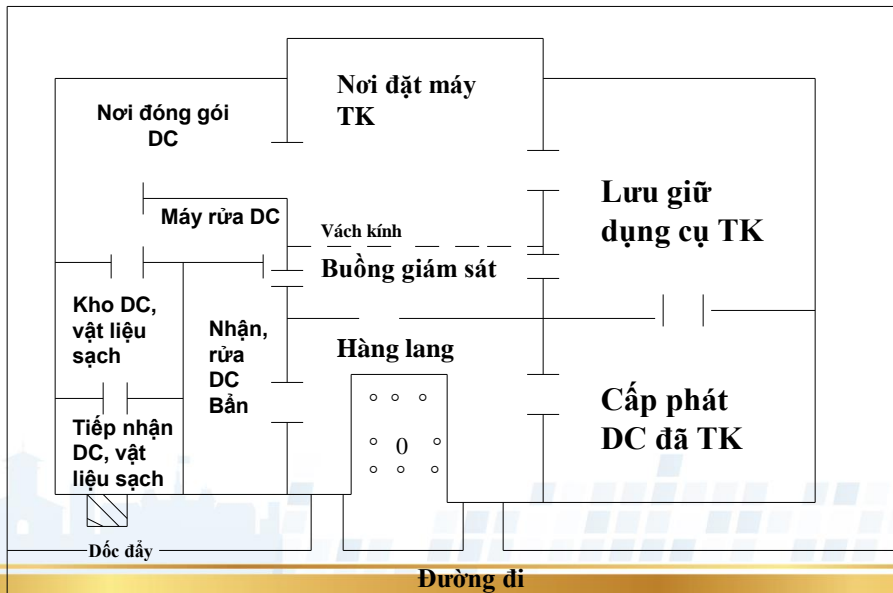 Nơi đóng gói
DC
Nơi đặt máy
TK
Máy rửa DC
Vách kính
Buồng giám sát
Lưu giữ
dụng cụ TK
Kho DC,
vật liệu
sạch
Nhận,
rửa
DC
Bẩn
Hàng lang
Tiếp nhận
DC, vật
liệu sạch
0
Cấp phát
DC đã TK
Dốc đẩy
Đường đi